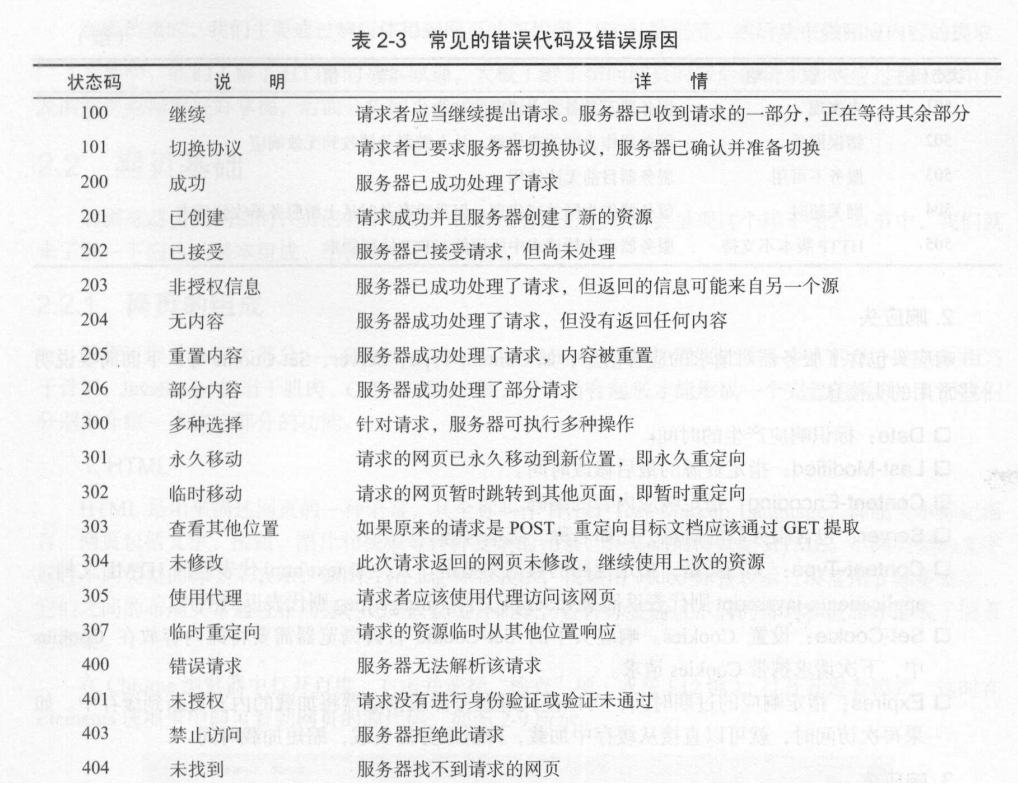 表 2-3 常见的错误代码及错误原因
状态码 说 明 详 情
100 继续 请求者应当继续提出请求。服务器已收到请求的一部分，正在等待其余部分
101 切换协议 请求者已要求服务器切换协议，服务器已确认并准备切换
200 成功 服务器已成功处理了请求
201 已创建 请求成功并且服务器创建了新的资源
202 已接受 服务器已接受请求，但尚未处理
203 非授权信息 服务器已成功处理了请求，但返回的信息可能来自另一个源
204 无内容 服务器成功处理了请求，但没有返回任何内容
205 重置内容 服务器成功处理了请求，内容被重置
206 部分内容 服务器成功处理了部分请求
300 多种选择 针对请求，服务器可执行多种操作
301 永久移动 请求的网页已永久移动到新位置，即永久重定向
302 临时移动 请求的网页暂时跳转到其他页面，即暂时重定向
303 查看其他位置 如果原来的请求是 POST，重定向目标文档应该通过 GET 提取
304 未修改 此次请求返回的网页未修改，继续使用上次的资源
305 使用代理 请求者应该使用代理访问该网页
307 临时重定向 请求的资源临时从其他位置响应
400 错误请求 服务器无法解析该请求
401 未授权 请求没有进行身份验证或验证未通过
403 禁止访问 服务器拒绝此请求
404 未找到 服务器找不到请求的网页